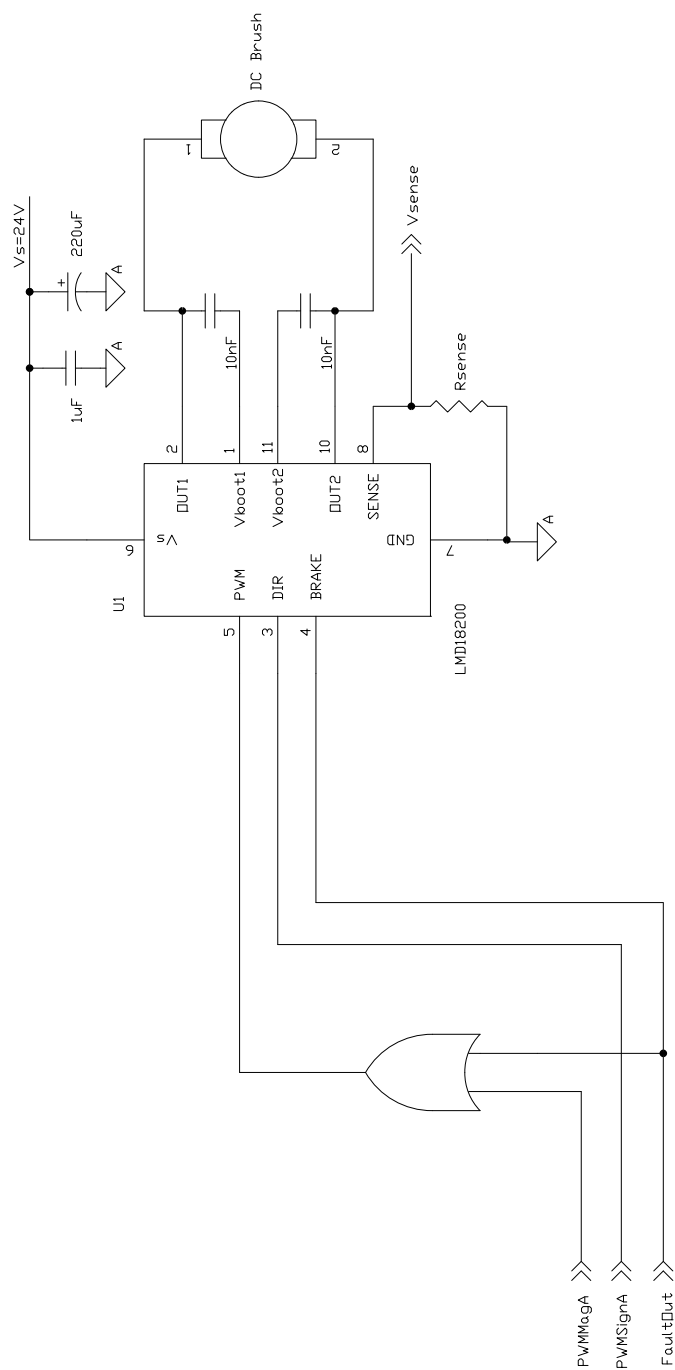 DC Brush
1
2
Vs=24V
220uF
+
A
1uF
A
10nF
10nF
Vsense
Rsense
A
2
1
11
10
8
6
7
OUT1
Vboot1
Vboot2
OUT2
SENSE
Vs
GND
PWM
DIR
BRAKE
U1
LMD18200
5
3
4
PWMMagA
PWMSignA
FaultOut